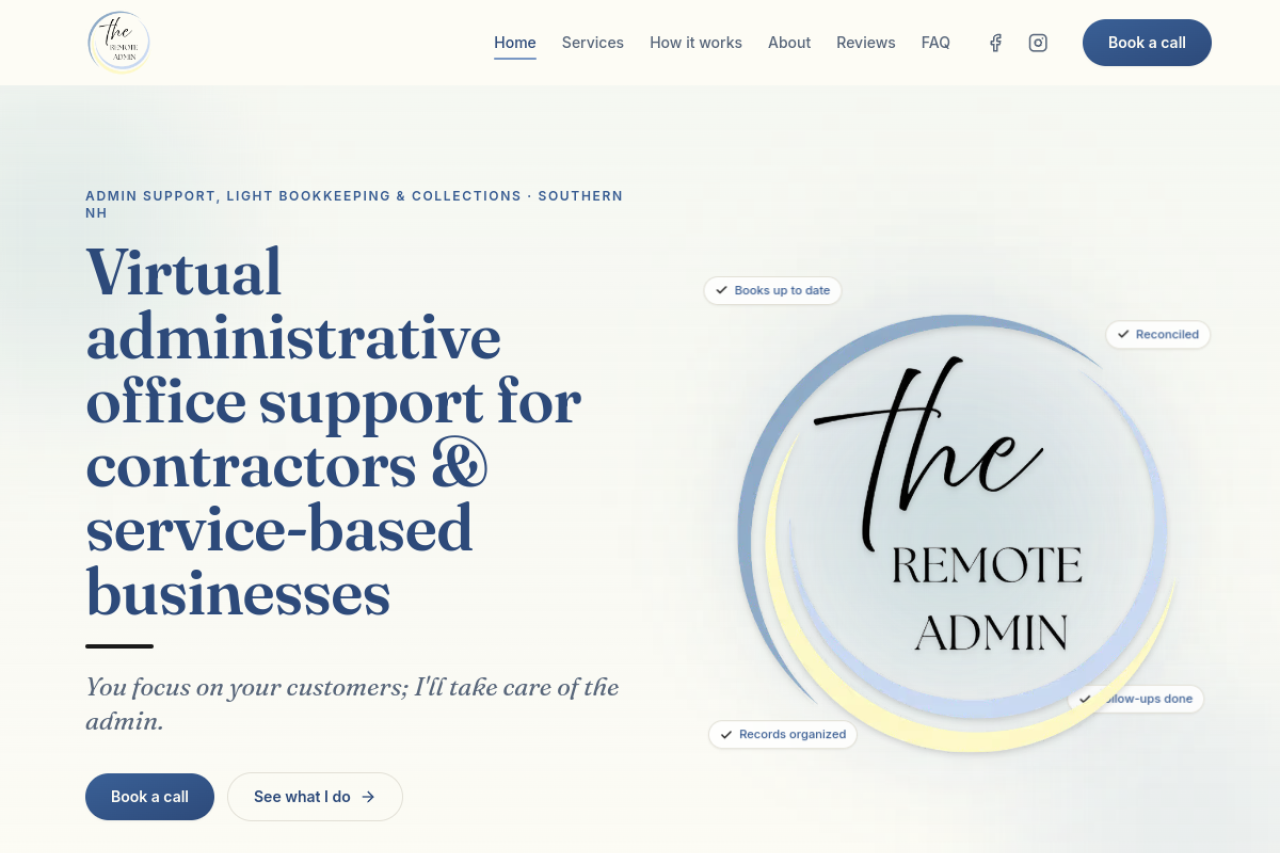 the
REMOTE
ADMIN
Home Services How it works About Reviews FAQ Book a call
ADMIN SUPPORT, LIGHT BOOKKEEPING & COLLECTIONS · SOUTHERN
NH
Virtual
administrative
office support for
contractors &
service-based
businesses
You focus on your customers; I'll take care of the
admin.
Book a call See what I do →
✓ Books up to date
✓ Reconciled
the
REMOTE
ADMIN
✓ done
✓ Records organized